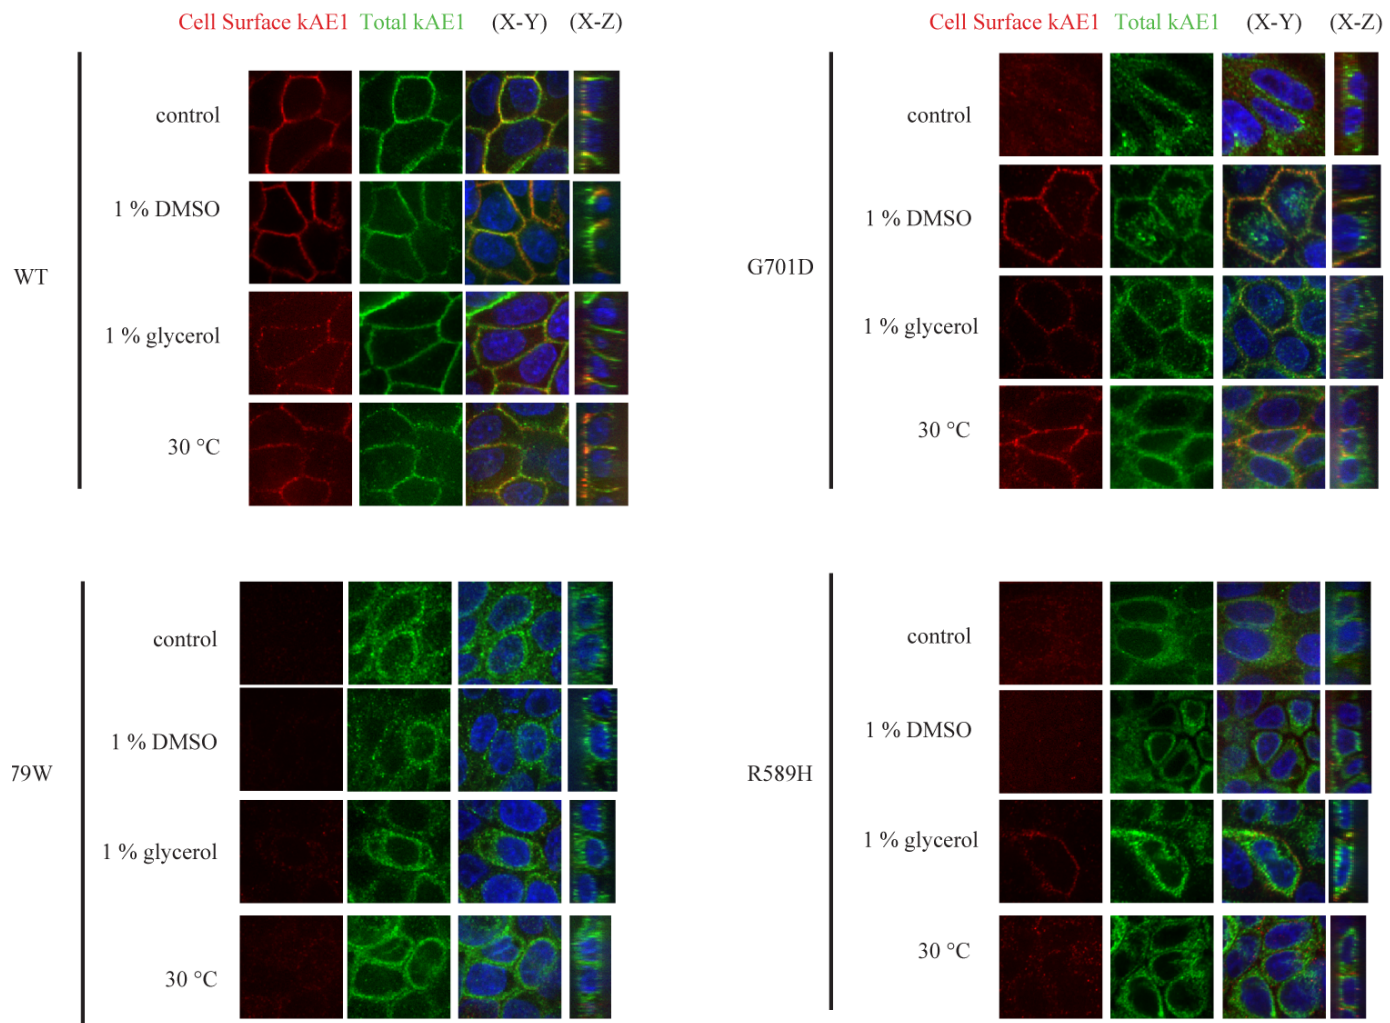 Cell Surface kAE1 Total kAE1 (X-Y) (X-Z)
WT
control
1 % DMSO
1 % glycerol
30 °C
Cell Surface kAE1 Total kAE1 (X-Y) (X-Z)
G701D
control
1 % DMSO
1 % glycerol
30 °C
79W
control
1 % DMSO
1 % glycerol
30 °C
R589H
control
1 % DMSO
1 % glycerol
30 °C